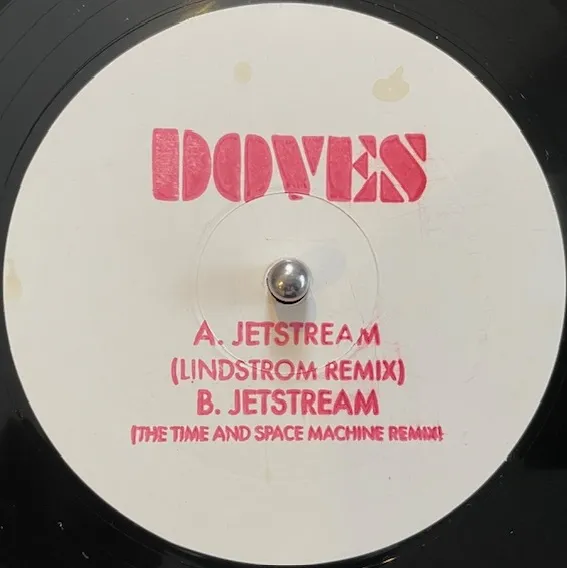 DOVES
A. JETSTREAM
(LINDSTROM REMIX)
B. JETSTREAM
(THE TIME AND SPACE MACHINE REMIX)